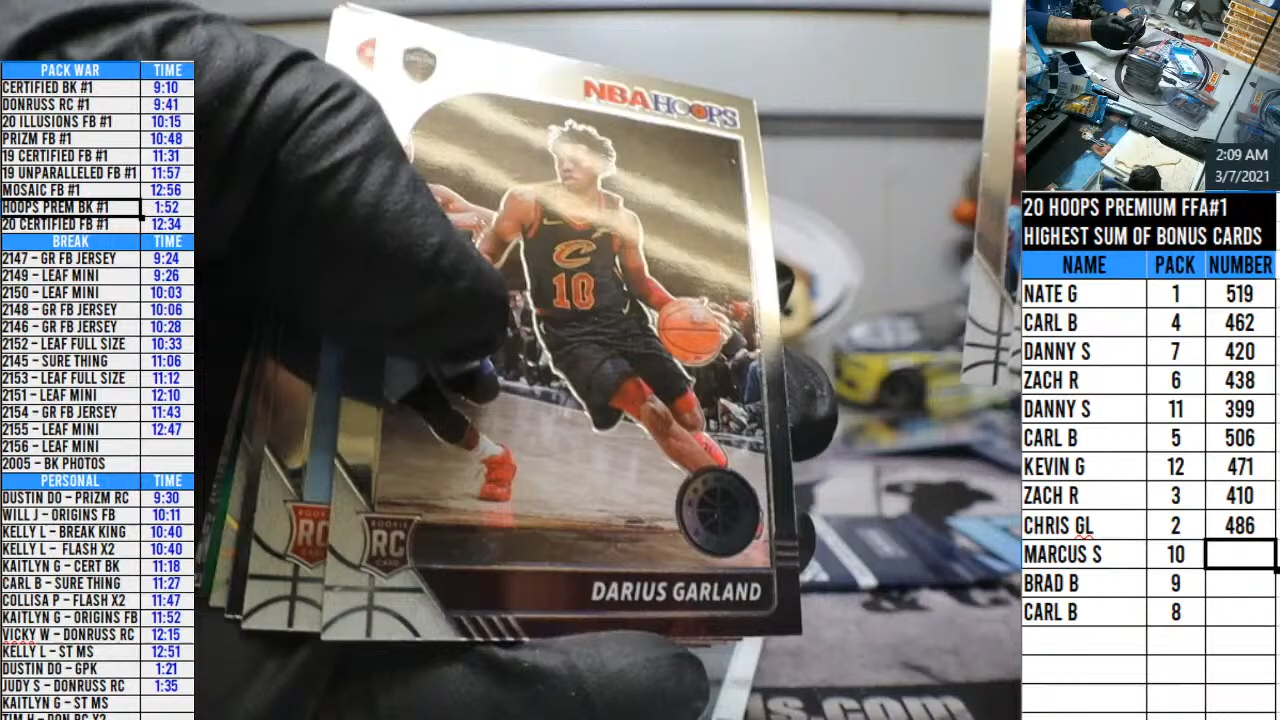 PACK WAR TIME
CERTIFIED BK #1 9:10
DONRUSS RC #1 9:41
20 ILLUSIONS FB #1 10:15
PRIZM FB #1 10:48
19 CERTIFIED FB #1 11:31
19 UNPARALLELED FB #1 11:57
MOSAIC FB #1 12:56
HOOPS PREM BK #1 1:52
20 CERTIFIED FB #1 12:34
BREAK TIME
2147 - GR FB JERSEY 9:24
2149 - LEAF MINI 9:26
2150 - LEAF MINI 10:03
2148 - GR FB JERSEY 10:06
2146 - GR FB JERSEY 10:28
2152 - LEAF FULL SIZE 10:33
2145 - SURE THING 11:06
2153 - LEAF FULL SIZE 11:12
2151 - LEAF MINI 12:10
2154 - GR FB JERSEY 11:43
2155 - LEAF MINI 12:47
2156 - LEAF MINI
2005 - BK PHOTOS
PERSONAL TIME
DUSTIN DO - PRIZM RC 9:30
WILL J - ORIGINS FB 10:11
KELLY L - BREAK KING 10:40
KELLY L - FLASH X2 10:40
KAITLYN G - CERT BK 11:18
CARL B - SURE THING 11:27
COLLISA P - FLASH X2 11:47
KAITLYN G - ORIGINS FB 11:52
VICKY W - DONRUSS RC 12:15
KELLY L - ST MS 12:51
DUSTIN DO - GPK 1:21
JUDY S - DONRUSS RC 1:35
KAITLYN G - ST MS
TIM H - DON RC X2
NBA HOOPS
C
10
ROOKIE
RC
CARD
ROOKIE
RC
CARD
DARIUS GARLAND
s.com
2:09 AM
3/7/2021
20 HOOPS PREMIUM FFA#1
HIGHEST SUM OF BONUS CARDS
NAME PACK NUMBER
NATE G 1 519
CARL B 4 462
DANNY S 7 420
ZACH R 6 438
DANNY S 11 399
CARL B 5 506
KEVIN G 12 471
ZACH R 3 410
CHRIS GL 2 486
MARCUS S 10
BRAD B 9
CARL B 8